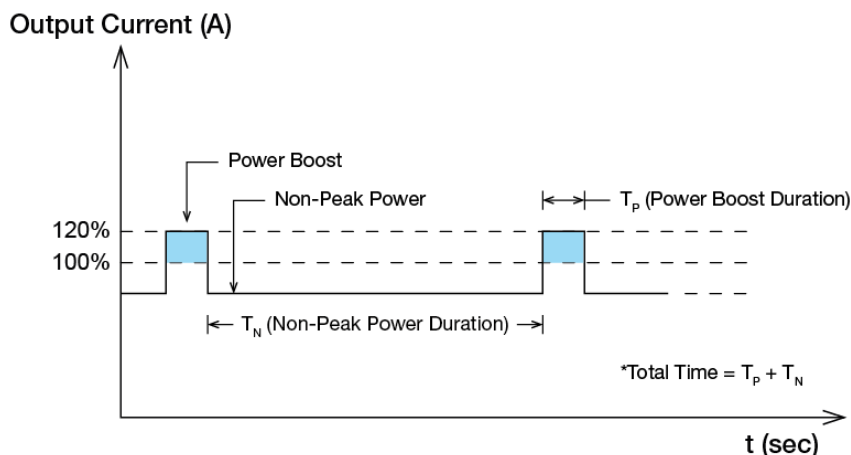 Output Current (A)
Power Boost
Non-Peak Power
T_P (Power Boost Duration)
120%
100%
T_N (Non-Peak Power Duration)
*Total Time = T_P + T_N
t (sec)